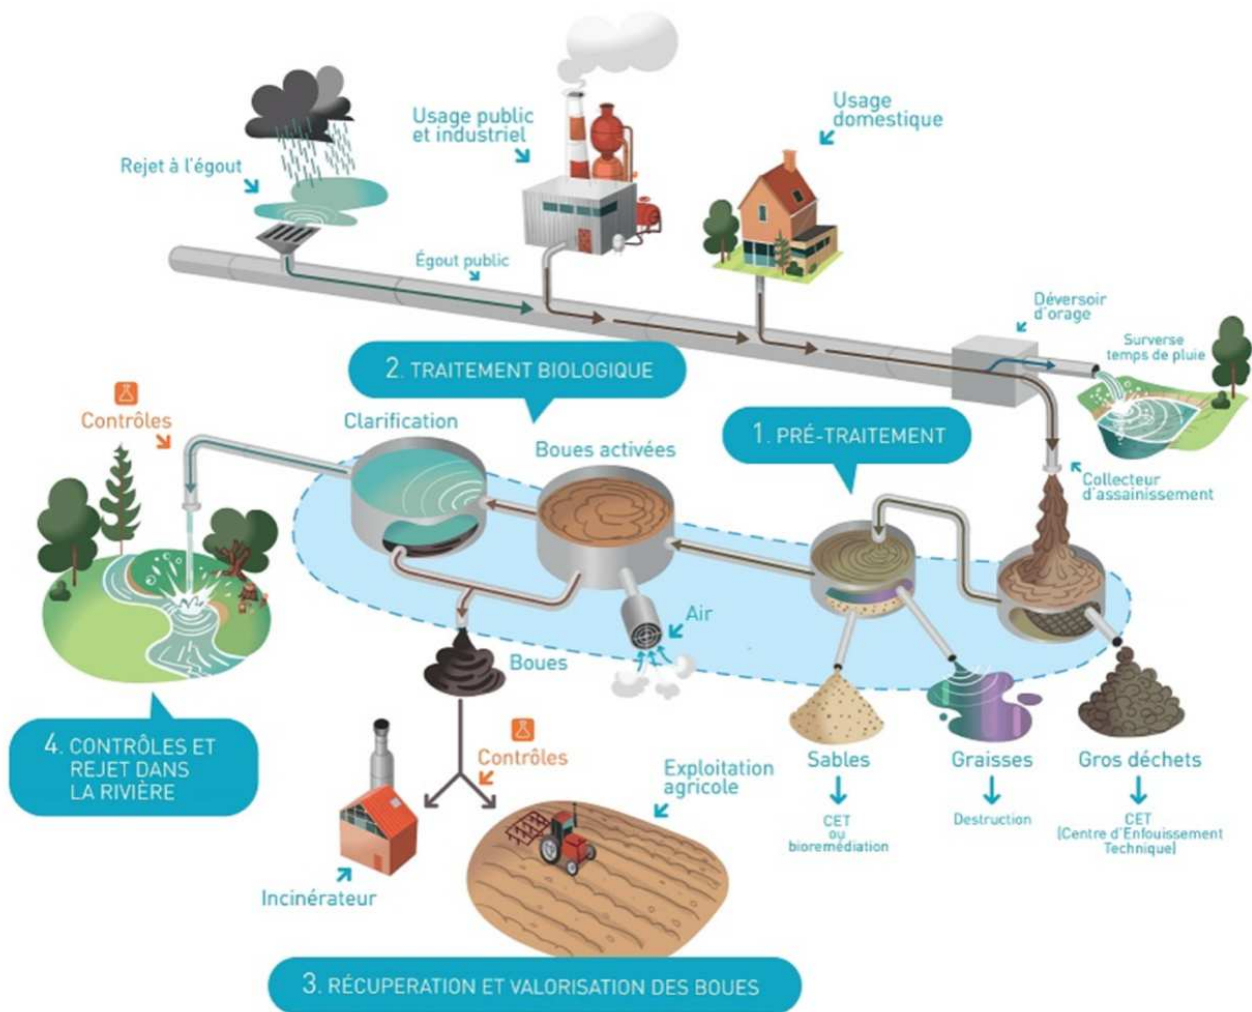 Usage public
et industriel
Usage
domestique
Rejet à l'égout
Égout public
Déversoir
d'orage
Surverse
temps de pluie
2. TRAITEMENT BIOLOGIQUE
Contrôles
Clarification
Boues activées
1. PRÉ-TRAITEMENT
Collecteur
d'assainissement
Air
Boues
4. CONTRÔLES ET
REJET DANS
LA RIVIÈRE
Contrôles
Exploitation
agricole
Sables
Graisses
Gros déchets
CET
ou
bioremédiation
Destruction
CET
(Centre d'Enfouissement
Technique)
Incinérateur
3. RÉCUPERATION ET VALORISATION DES BOUES